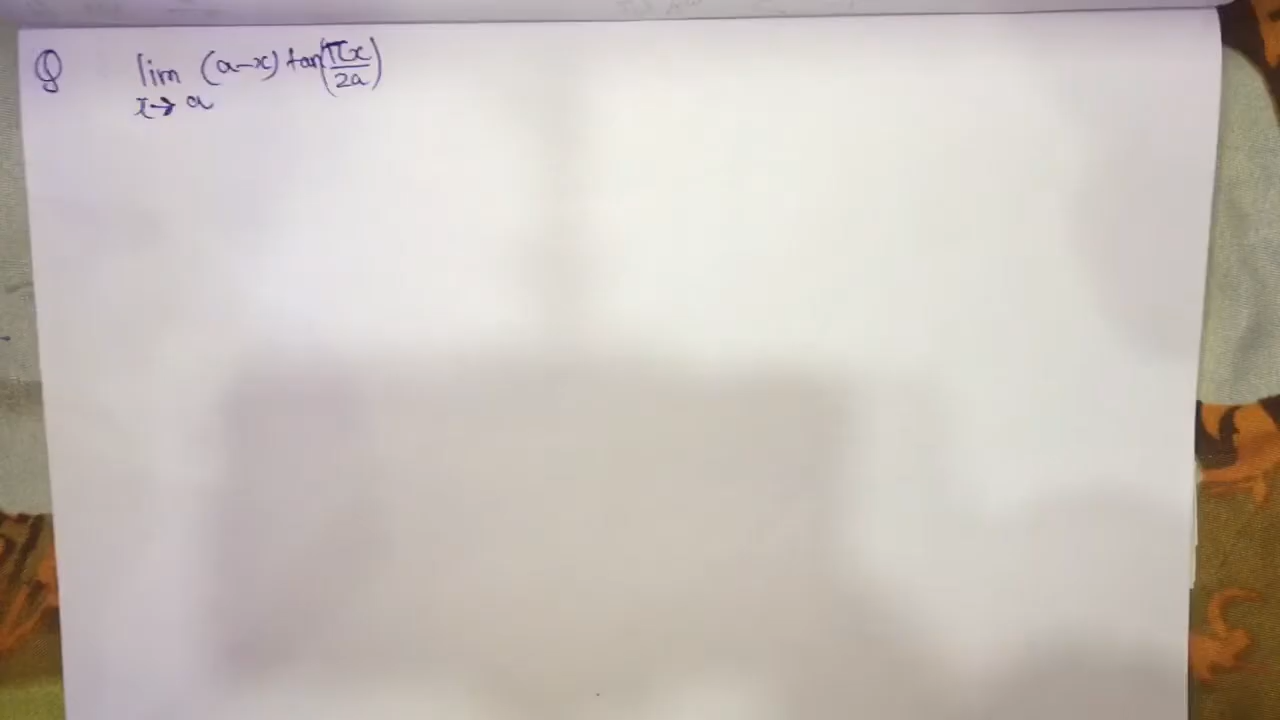 Q lim (a-x) tan(πx/2a)
x→a